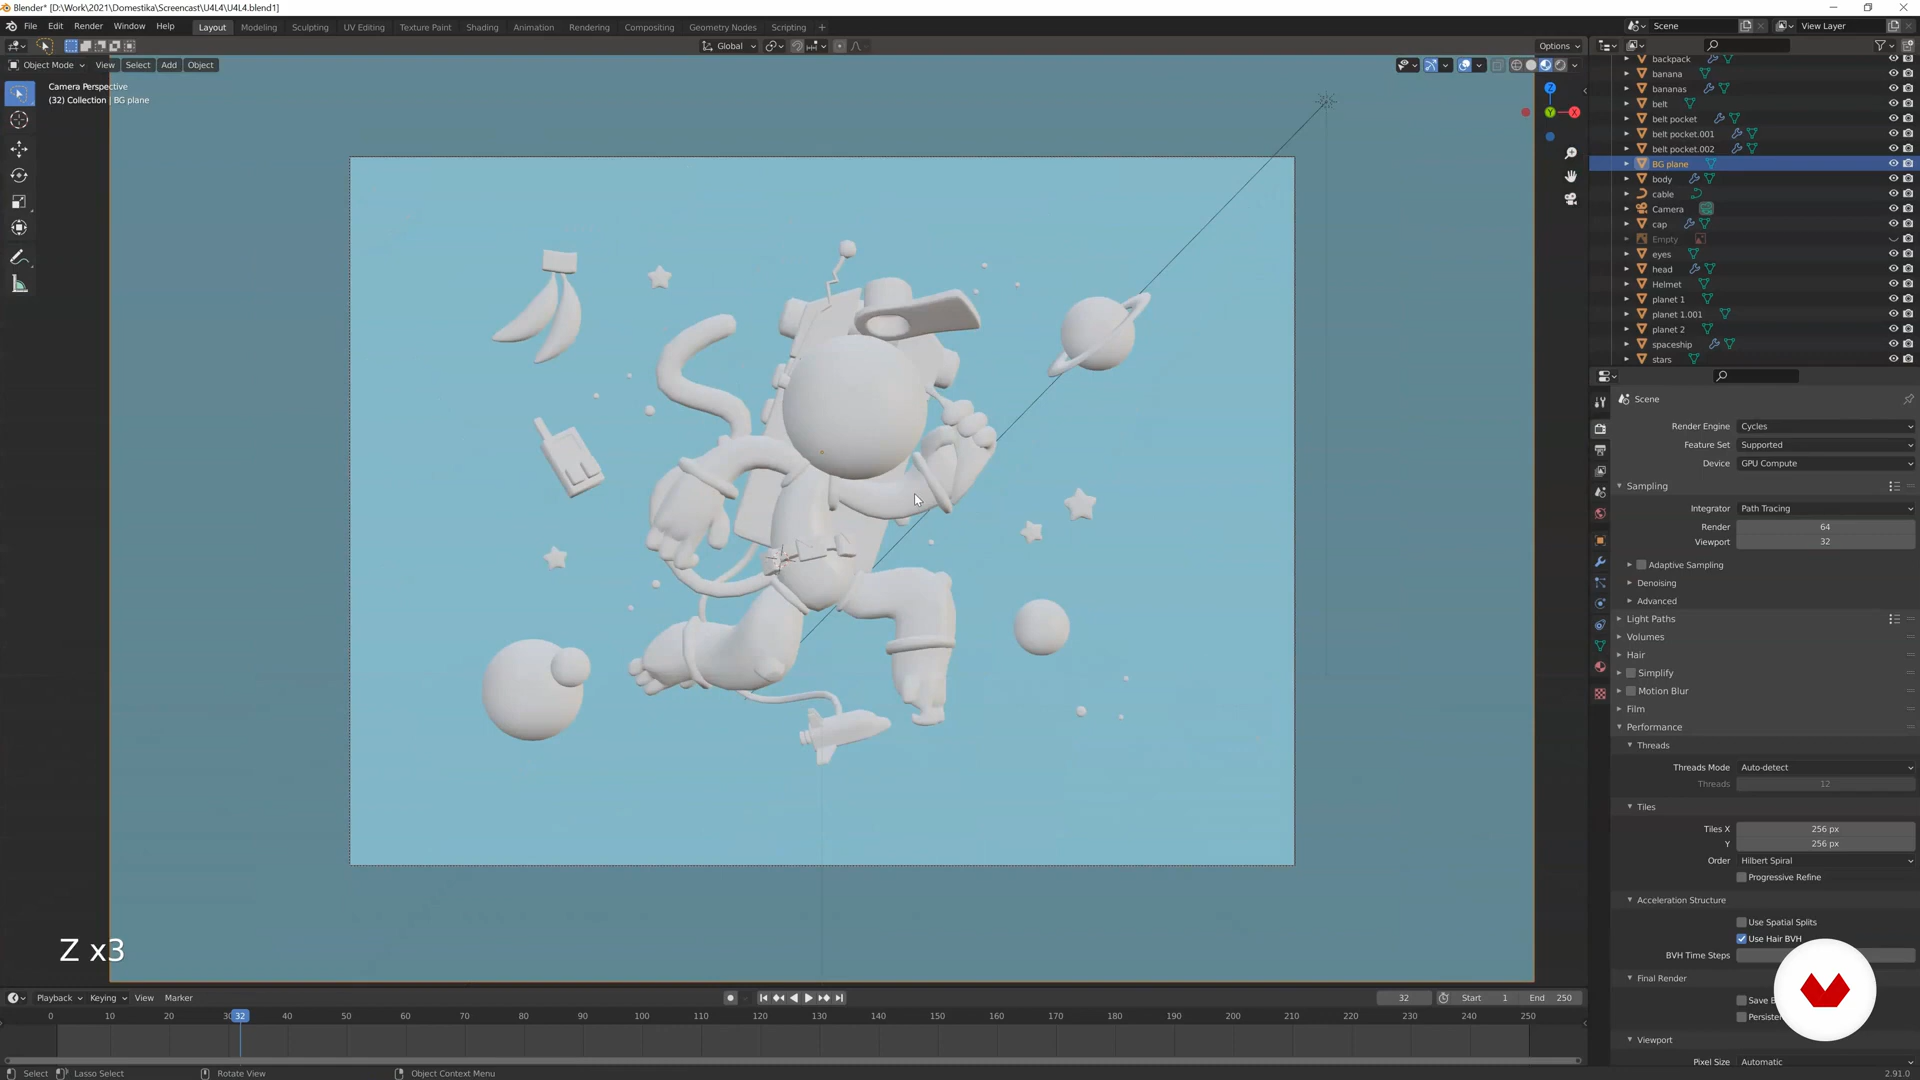 Blender* [D:\Work\2021\Domestika\Screencast\U4L4\U4L4.blend1]
File Edit Render Window Help Layout Modeling Sculpting UV Editing Texture Paint Shading Animation Rendering Compositing Geometry Nodes Scripting + Scene View Layer
Global Options
Object Mode View Select Add Object
Camera Perspective
(32) Collection | BG plane
Z
Y
X
backpack
banana
bananas
belt
belt pocket
belt pocket.001
belt pocket.002
BG plane
body
cable
Camera
cap
Empty
eyes
head
Helmet
planet 1
planet 1.001
planet 2
spaceship
stars
Scene
Render Engine Cycles
Feature Set Supported
Device GPU Compute
Sampling
Integrator Path Tracing
Render 64
Viewport 32
Adaptive Sampling
Denoising
Advanced
Light Paths
Volumes
Hair
Simplify
Motion Blur
Film
Performance
Threads
Threads Mode Auto-detect
Threads 12
Tiles
Tiles X 256 px
Y 256 px
Order Hilbert Spiral
Progressive Refine
Acceleration Structure
Use Spatial Splits
Use Hair BVH
BVH Time Steps
Final Render
Save B
Persister
Viewport
Pixel Size Automatic
Z x3
Playback Keying View Marker 32 Start 1 End 250
0 10 20 30 32 40 50 60 70 80 90 100 110 120 130 140 150 160 170 180 190 200 210 220 230 240 250
Select Lasso Select Rotate View Object Context Menu 2.91.0